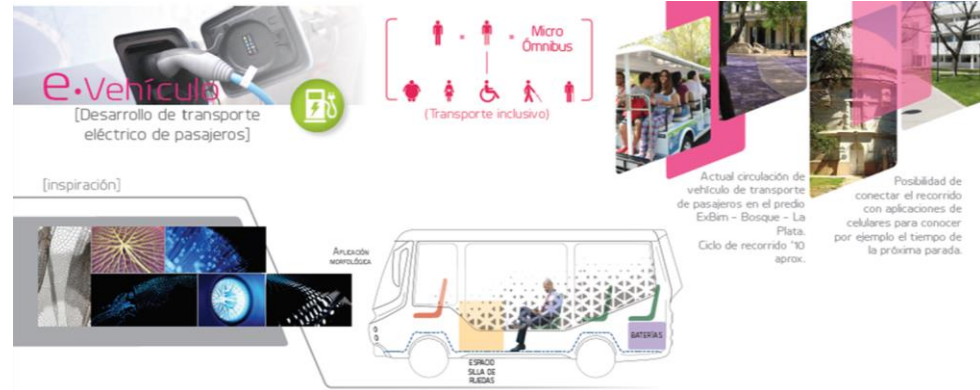 e·Vehículo
[Desarrollo de transporte
eléctrico de pasajeros]
Micro
Ómnibus
(Transporte inclusivo)
Actual circulación de
vehículo de transporte
de pasajeros en el predio
ExBim - Bosque - La
Plata.
Ciclo de recorrido ´10
aprox.
Posibilidad de
conectar el recorrido
con aplicaciones de
celulares para conocer
por ejemplo el tiempo de
la próxima parada.
[inspiración]
APLICACIÓN
MORFOLÓGICA
BATERÍAS
ESPACIO
SILLA DE
RUEDAS